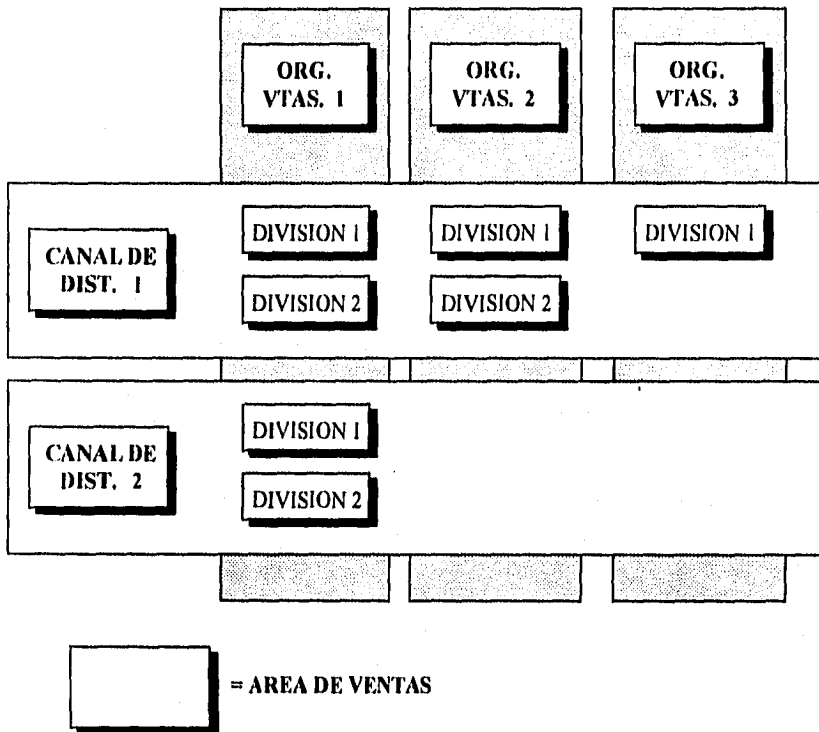 ORG.
VTAS. 1
ORG.
VTAS. 2
ORG.
VTAS. 3
CANAL DE
DIST. 1
DIVISION 1
DIVISION 1
DIVISION 1
DIVISION 2
DIVISION 2
CANAL DE
DIST. 2
DIVISION 1
DIVISION 2
= AREA DE VENTAS